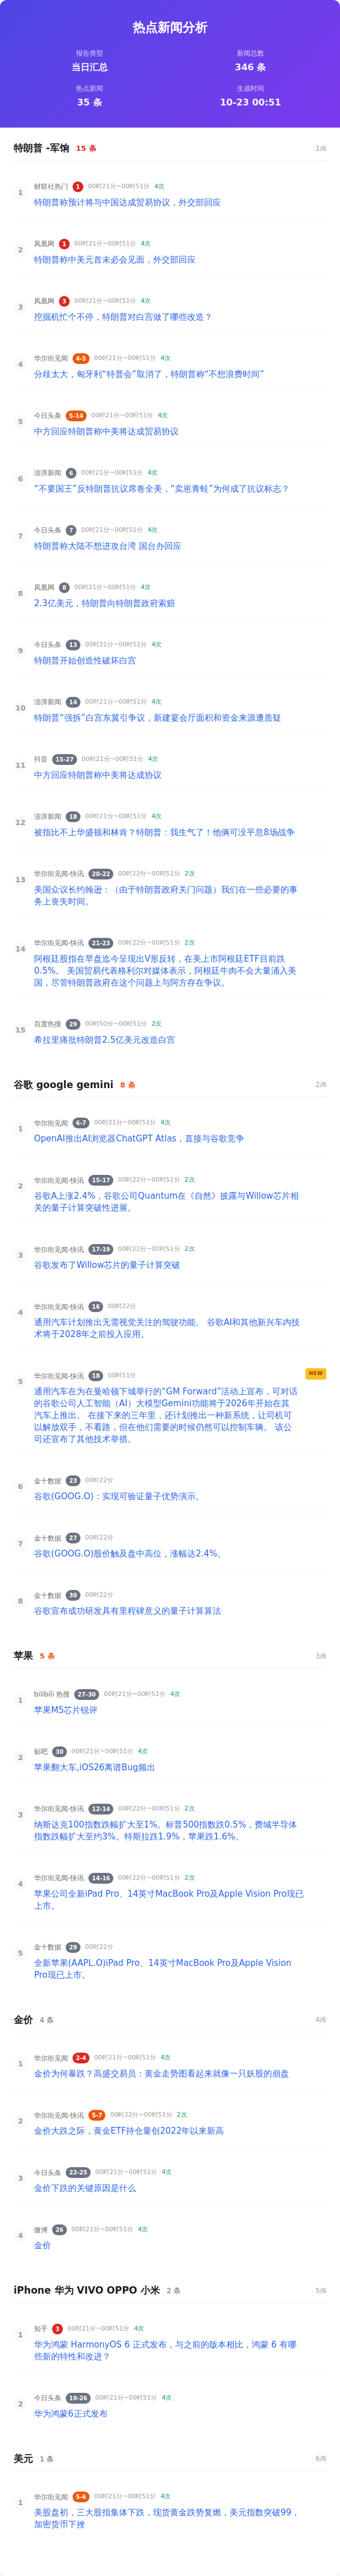 热点新闻分析
报告类型
新闻总数
当日汇总
346 条
热点新闻
生成时间
35 条
10-23 00:51
特朗普 -军饷 15 条 1/6
1
财联社热门 1 00时21分~00时51分 4次
特朗普称预计将与中国达成贸易协议，外交部回应
2
凤凰网 1 00时21分~00时51分 4次
特朗普称中美元首未必会见面，外交部回应
3
凤凰网 3 00时21分~00时51分 4次
挖掘机忙个不停，特朗普对白宫做了哪些改造？
4
华尔街见闻 4-5 00时21分~00时51分 4次
分歧太大，匈牙利“特普会”取消了，特朗普称“不想浪费时间”
5
今日头条 5-14 00时21分~00时51分 4次
中方回应特朗普称中美将达成贸易协议
6
澎湃新闻 6 00时21分~00时51分 4次
“不要国王”反特朗普抗议席卷全美，“卖崽青蛙”为何成了抗议标志？
7
今日头条 7 00时21分~00时51分 4次
特朗普称大陆不想进攻台湾 国台办回应
8
凤凰网 8 00时21分~00时51分 4次
2.3亿美元，特朗普向特朗普政府索赔
9
今日头条 13 00时21分~00时51分 4次
特朗普开始创造性破坏白宫
10
澎湃新闻 14 00时21分~00时51分 4次
特朗普“强拆”白宫东翼引争议，新建宴会厅面积和资金来源遭质疑
11
抖音 15-27 00时21分~00时51分 4次
中方回应特朗普称中美将达成协议
12
澎湃新闻 18 00时21分~00时51分 4次
被指比不上华盛顿和林肯？特朗普：我生气了！他俩可没平息8场战争
13
华尔街见闻-快讯 20-22 00时22分~00时51分 2次
美国众议长约翰逊：（由于特朗普政府关门问题）我们在一些必要的事
务上丧失时间。
14
华尔街见闻-快讯 21-23 00时22分~00时51分 2次
阿根廷股指在早盘迄今呈现出V形反转，在美上市阿根廷ETF目前跌
0.5%。 美国贸易代表格利尔对媒体表示，阿根廷牛肉不会大量涌入美
国，尽管特朗普政府在这个问题上与阿方存在争议。
15
百度热搜 29 00时50分~00时51分 2次
希拉里痛批特朗普2.5亿美元改造白宫
谷歌 google gemini 8 条 2/6
1
华尔街见闻 6-7 00时21分~00时51分 4次
OpenAI推出AI浏览器ChatGPT Atlas，直接与谷歌竞争
2
华尔街见闻-快讯 15-17 00时22分~00时51分 2次
谷歌A上涨2.4%，谷歌公司Quantum在《自然》披露与Willow芯片相
关的量子计算突破性进展。
3
华尔街见闻-快讯 17-19 00时22分~00时51分 2次
谷歌发布了Willow芯片的量子计算突破
4
华尔街见闻-快讯 16 00时22分
通用汽车计划推出无需视觉关注的驾驶功能。 谷歌AI和其他新兴车内技
术将于2028年之前投入应用。
5
华尔街见闻-快讯 18 00时51分 NEW
通用汽车在为在曼哈顿下城举行的“GM Forward”活动上宣布，可对话
的谷歌公司人工智能（AI）大模型Gemini功能将于2026年开始在其
汽车上推出。 在接下来的三年里，还计划推出一种新系统，让司机可
以解放双手，不看路，但在他们需要的时候仍然可以控制车辆。 该公
司还宣布了其他技术举措。
6
金十数据 23 00时22分
谷歌(GOOG.O)：实现可验证量子优势演示。
7
金十数据 27 00时22分
谷歌(GOOG.O)股价触及盘中高位，涨幅达2.4%。
8
金十数据 30 00时22分
谷歌宣布成功研发具有里程碑意义的量子计算算法
苹果 5 条 3/6
1
bilibili 热搜 27-30 00时21分~00时51分 4次
苹果M5芯片锐评
2
贴吧 30 00时21分~00时51分 4次
苹果翻大车,iOS26离谱Bug频出
3
华尔街见闻-快讯 12-14 00时22分~00时51分 2次
纳斯达克100指数跌幅扩大至1%。标普500指数跌0.5%，费城半导体
指数跌幅扩大至约3%。特斯拉跌1.9%，苹果跌1.6%。
4
华尔街见闻-快讯 14-16 00时22分~00时51分 2次
苹果公司全新iPad Pro、14英寸MacBook Pro及Apple Vision Pro现已
上市。
5
金十数据 29 00时22分
全新苹果(AAPL.O)iPad Pro、14英寸MacBook Pro及Apple Vision
Pro现已上市。
金价 4 条 4/6
1
华尔街见闻 2-4 00时21分~00时51分 4次
金价为何暴跌？高盛交易员：黄金走势图看起来就像一只妖股的崩盘
2
华尔街见闻-快讯 5-7 00时22分~00时51分 2次
金价大跌之际，黄金ETF持仓量创2022年以来新高
3
今日头条 22-25 00时21分~00时51分 4次
金价下跌的关键原因是什么
4
微博 26 00时21分~00时51分 4次
金价
iPhone 华为 VIVO OPPO 小米 2 条 5/6
1
知乎 3 00时21分~00时51分 4次
华为鸿蒙 HarmonyOS 6 正式发布，与之前的版本相比，鸿蒙 6 有哪
些新的特性和改进？
2
今日头条 19-26 00时21分~00时51分 4次
华为鸿蒙6正式发布
美元 1 条 6/6
1
华尔街见闻 5-6 00时21分~00时51分 4次
美股盘初，三大股指集体下跌，现货黄金跌势复燃，美元指数突破99，
加密货币下挫